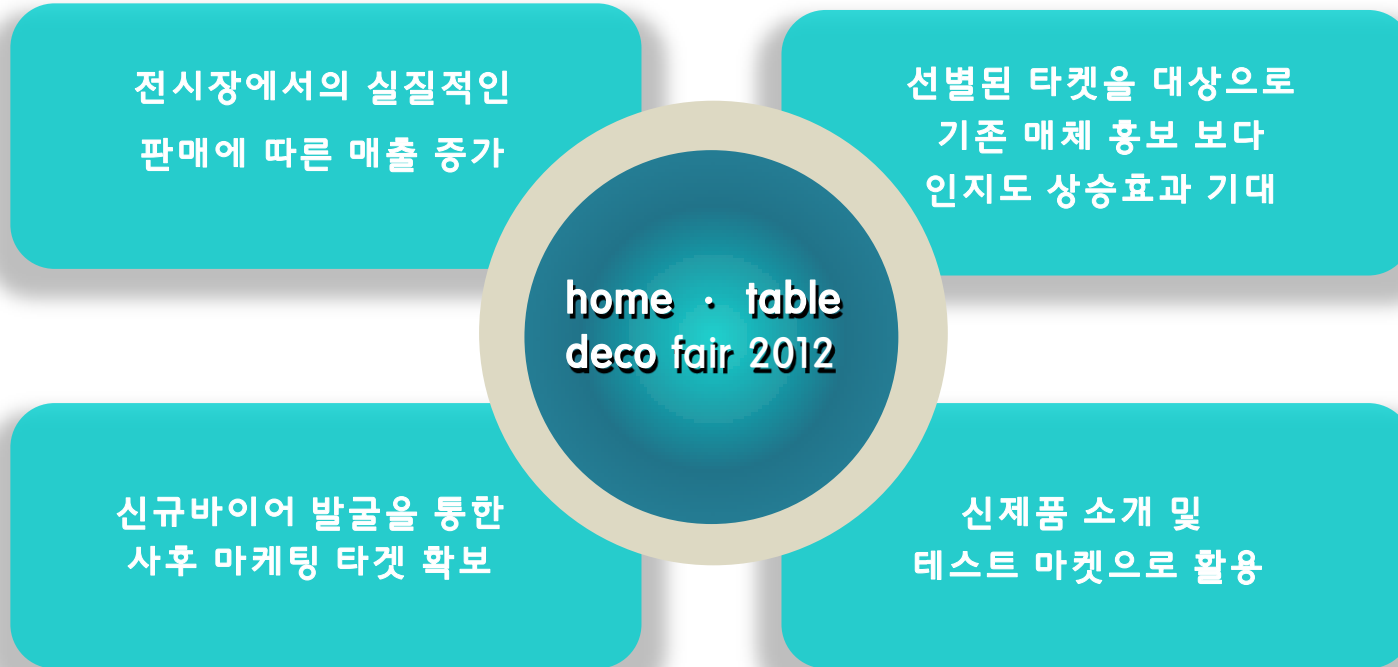 전시장에서의 실질적인
판매에 따른 매출 증가
선별된 타켓을 대상으로
기존 매체 홍보 보다
인지도 상승효과 기대
home · table
deco fair 2012
신규바이어 발굴을 통한
사후 마케팅 타겟 확보
신제품 소개 및
테스트 마켓으로 활용